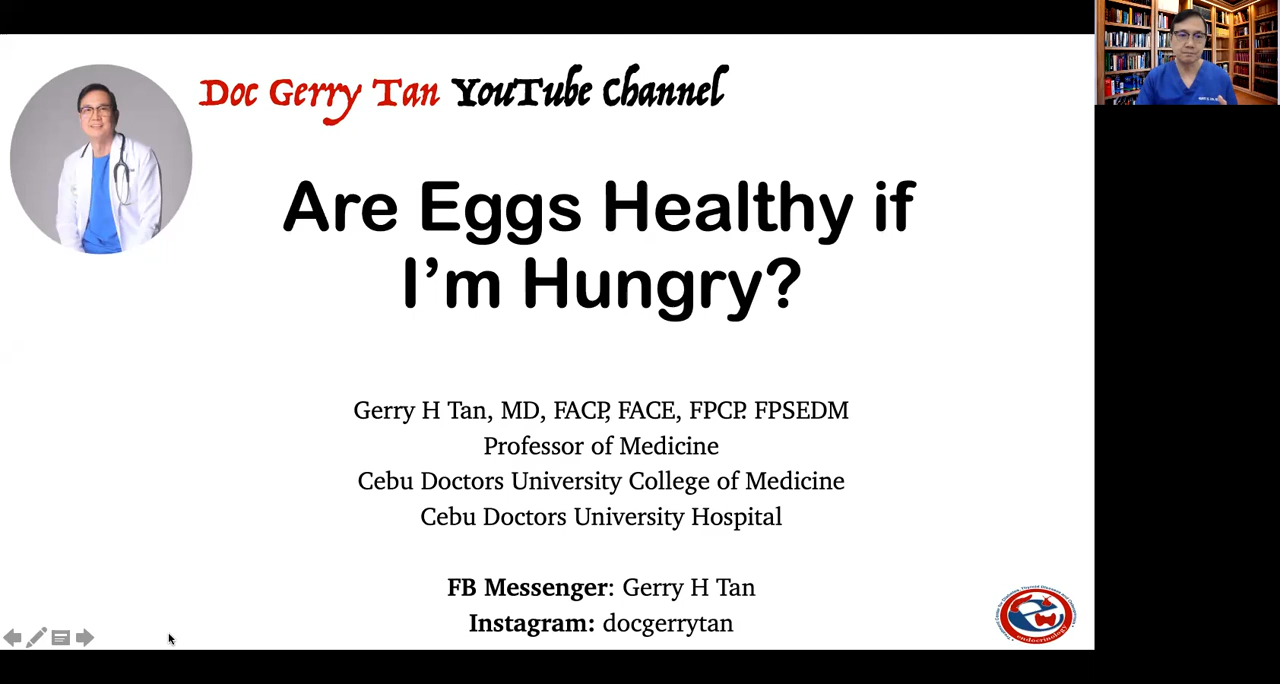 Doc Gerry Tan YouTube Channel
Are Eggs Healthy if
I'm Hungry?
Gerry H Tan, MD, FACP, FACE, FPCP. FPSEDM
Professor of Medicine
Cebu Doctors University College of Medicine
Cebu Doctors University Hospital
FB Messenger: Gerry H Tan
Instagram: docgerrytan
endocrinology